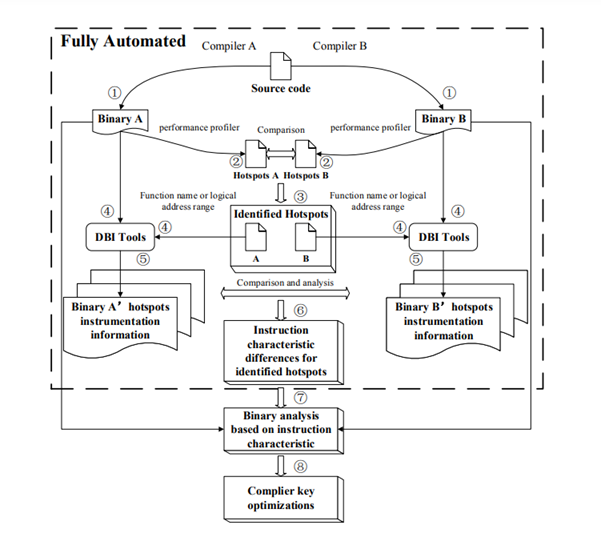 Fully Automated
Compiler A
Compiler B
Source code
①
①
Binary A
Binary B
performance profiler
Comparison
performance profiler
②
②
Hotspots A Hotspots B
③
Function name or logical
address range
Function name or logical
address range
④
④
④
④
Identified Hotspots
A
B
DBI Tools
DBI Tools
⑤
⑤
Comparison and analysis
Binary A’ hotspots
instrumentation
information
Binary B’ hotspots
instrumentation
information
⑥
Instruction
characteristic
differences for
identified hotspots
⑦
Binary analysis
based on instruction
characteristic
⑧
Complier key
optimizations